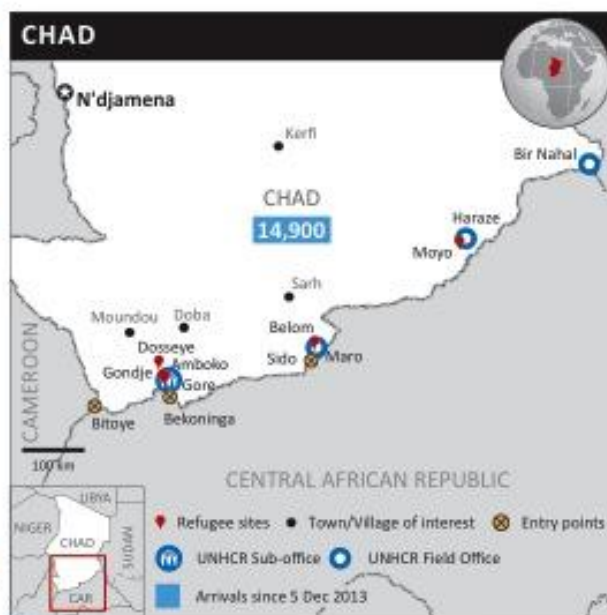 CHAD
N'djamena
Kerfi
Bir Nahal
CHAD
14,900
Haraze
Moyo
Sarh
Moundou
Doba
Belom
Dosseye
Amboko
Sido
Maro
Gondje
Gore
CAMEROON
Bitoye
Bekoninga
100 km
CENTRAL AFRICAN REPUBLIC
LIBYA
NIGER
CHAD
SUDAN
CAR
Refugee sites
Town/Village of interest
Entry points
UNHCR Sub-office
UNHCR Field Office
Arrivals since 5 Dec 2013